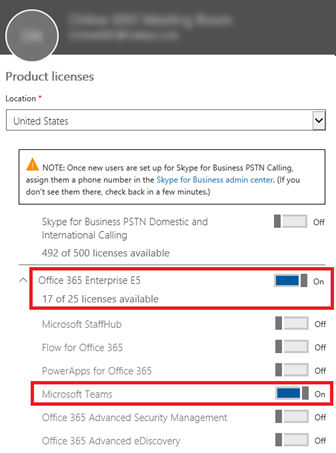 Product licenses
Location *
United States
NOTE: Once new users are set up for Skype for Business PSTN Calling,
assign them a phone number in the Skype for Business admin center. (If you
don't see them there, check back in a few minutes.)
Skype for Business PSTN Domestic and Off
International Calling
492 of 500 licenses available
Office 365 Enterprise E5 On
17 of 25 licenses available
Microsoft StaffHub Off
Flow for Office 365 Off
PowerApps for Office 365 Off
Microsoft Teams On
Office 365 Advanced Security Management Off
Office 365 Advanced eDiscovery Off